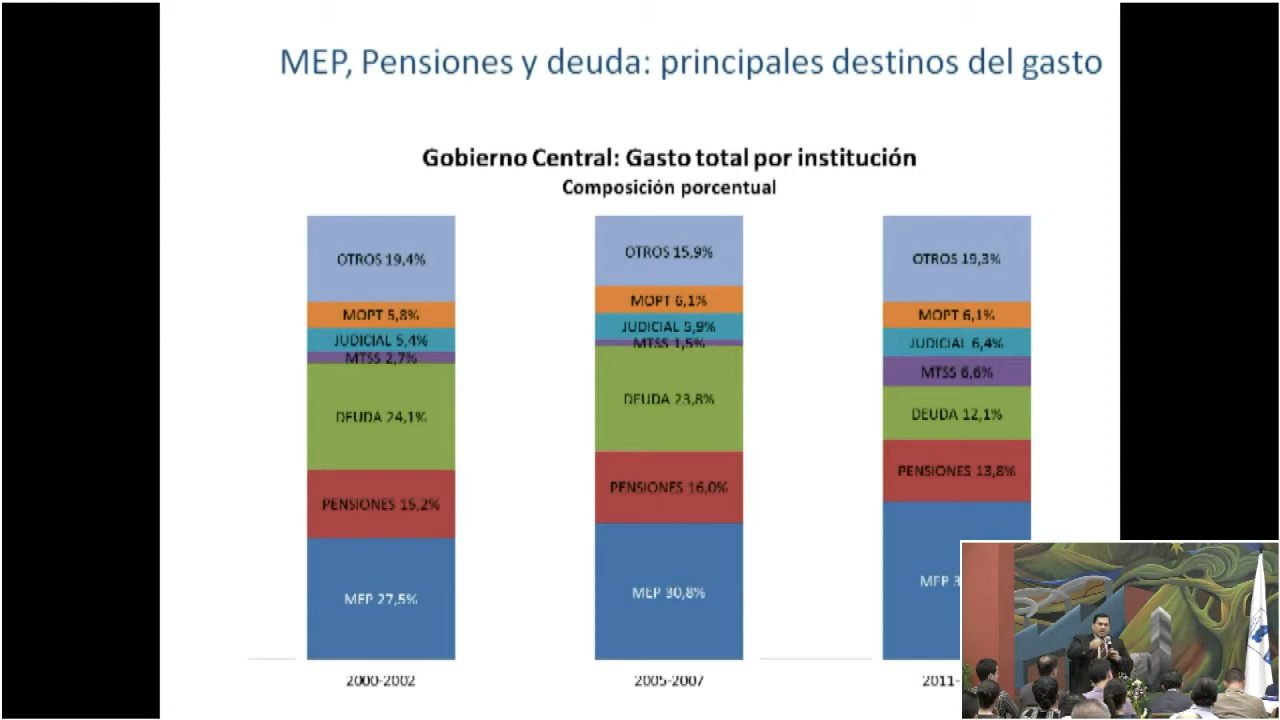 MEP, Pensiones y deuda: principales destinos del gasto
Gobierno Central: Gasto total por institución
Composición porcentual
OTROS 19,4%
MOPT 5,8%
JUDICIAL 5,4%
MTSS 2,7%
DEUDA 24,1%
PENSIONES 15,2%
MEP 27,5%
2000-2002
OTROS 15,9%
MOPT 6,1%
JUDICIAL 5,9%
MTSS 1,5%
DEUDA 23,8%
PENSIONES 16,0%
MEP 30,8%
2005-2007
OTROS 19,3%
MOPT 6,1%
JUDICIAL 6,4%
MTSS 6,6%
DEUDA 12,1%
PENSIONES 13,8%
MEP 3
2011-